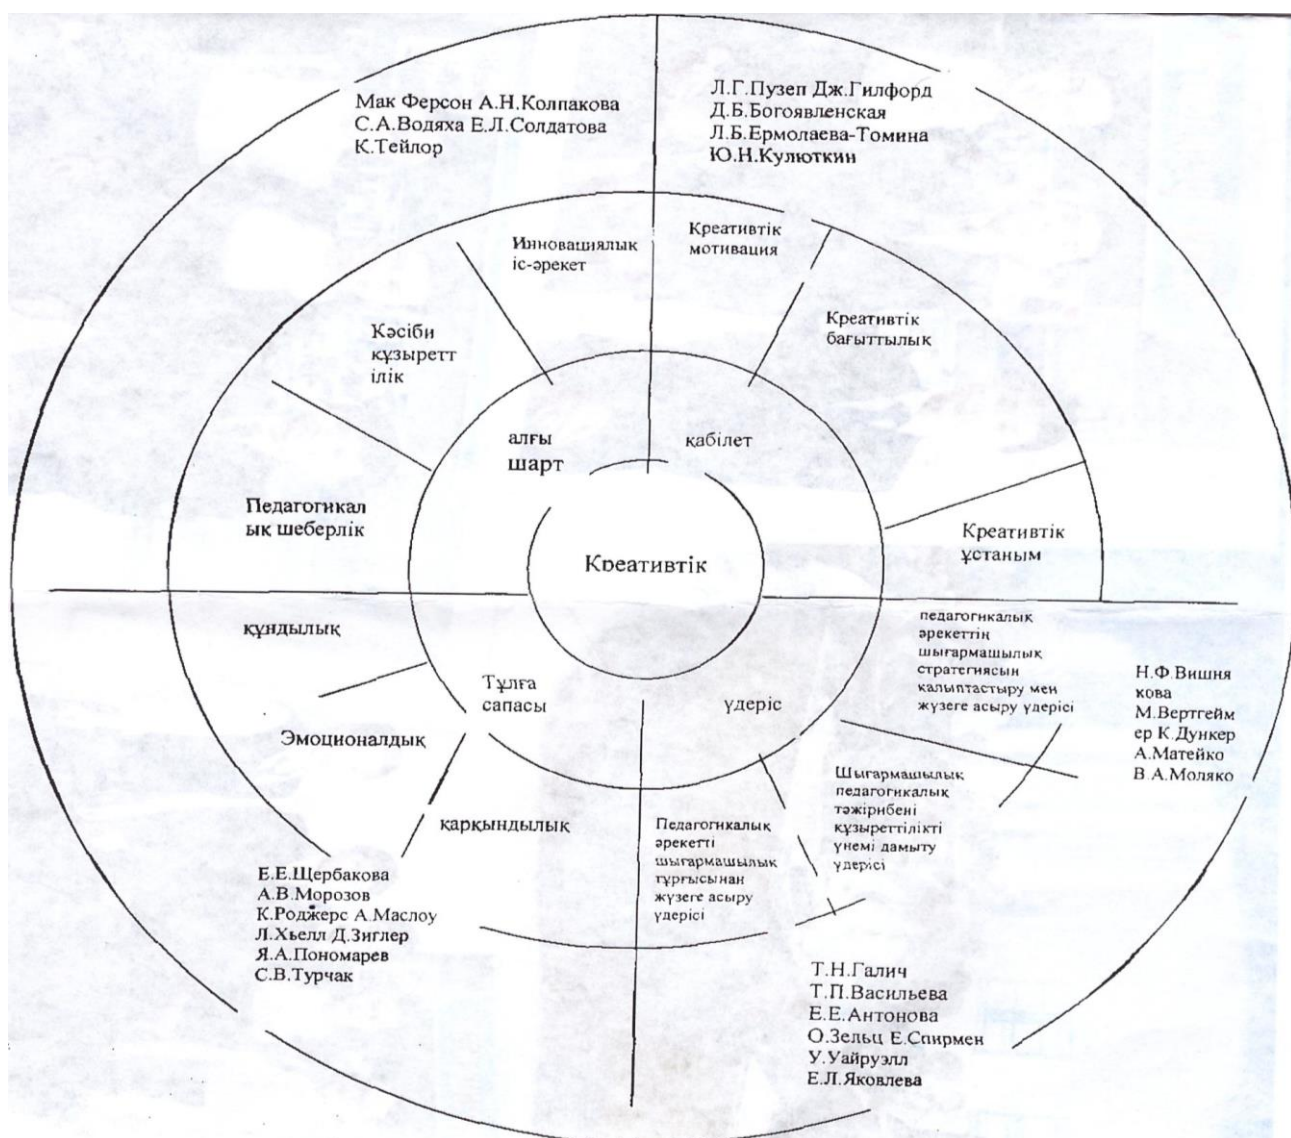 Мак Ферсон А.Н.Колпакова
С.А.Водяха Е.Л.Солдатова
К.Тейлор
Л.Г.Пузеп Дж.Гилфорд
Д.Б.Богоявленская
Л.Б.Ермолаева-Томина
Ю.Н.Кулюткин
Инновациялык
іс-әрекет
Креативтік
мотивация
Кәсіби
құзыретт
ілік
Креативтік
бағыттылық
алғы
шарт
қабілет
Педагогикал
ық шеберлік
Креативтік
ұстаным
Креативтік
құндылық
Тұлға
сапасы
үдеріс
педагогикалық
әрекеттің
шығармашылық
стратегиясын
калыптастыру мен
жүзеге асыру үдерісі
Н.Ф.Вишня
кова
М.Вертгейм
ер К.Дункер
А.Матейко
В.А.Моляко
Эмоционалдық
қарқындылық
Педагогикалық
әрекетті
шығармашылық
тұрғысынан
жүзеге асыру
үдерісі
Шығармашылық
педагогикалық
тәжірибені
құзыреттілікті
үнемі дамыту
үдерісі
Е.Е.Щербакова
А.В.Морозов
К.Роджерс А.Маслоу
Л.Хьелл Д.Зиглер
Я.А.Пономарев
С.В.Турчак
Т.Н.Галич
Т.П.Васильева
Е.Е.Антонова
О.Зельц Е.Спирмен
У.Уайруэлл
Е.Л.Яковлева